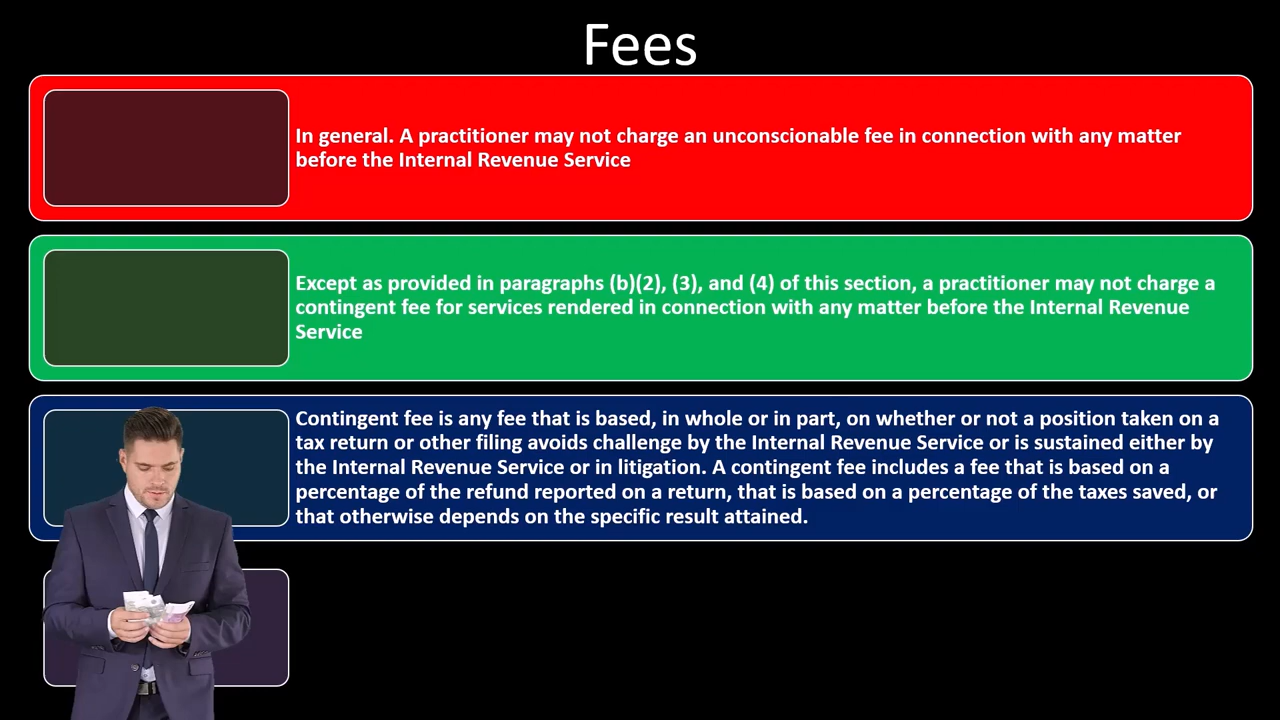 Fees
In general. A practitioner may not charge an unconscionable fee in connection with any matter
before the Internal Revenue Service
Except as provided in paragraphs (b)(2), (3), and (4) of this section, a practitioner may not charge a
contingent fee for services rendered in connection with any matter before the Internal Revenue
Service
Contingent fee is any fee that is based, in whole or in part, on whether or not a position taken on a
tax return or other filing avoids challenge by the Internal Revenue Service or is sustained either by
the Internal Revenue Service or in litigation. A contingent fee includes a fee that is based on a
percentage of the refund reported on a return, that is based on a percentage of the taxes saved, or
that otherwise depends on the specific result attained.